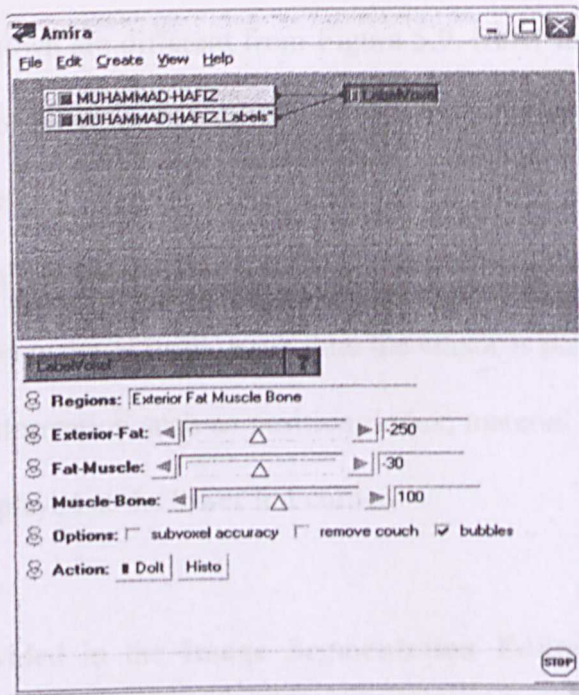 Amira
File Edit Create View Help
MUHAMMAD-HAFIZ LabelVoxel
MUHAMMAD-HAFIZ.Labels*
LabelVoxel ?
Regions: Exterior Fat Muscle Bone
Exterior-Fat: -250
Fat-Muscle: -30
Muscle-Bone: 100
Options: subvoxel accuracy remove couch bubbles
Action: DoIt Histo
STOP